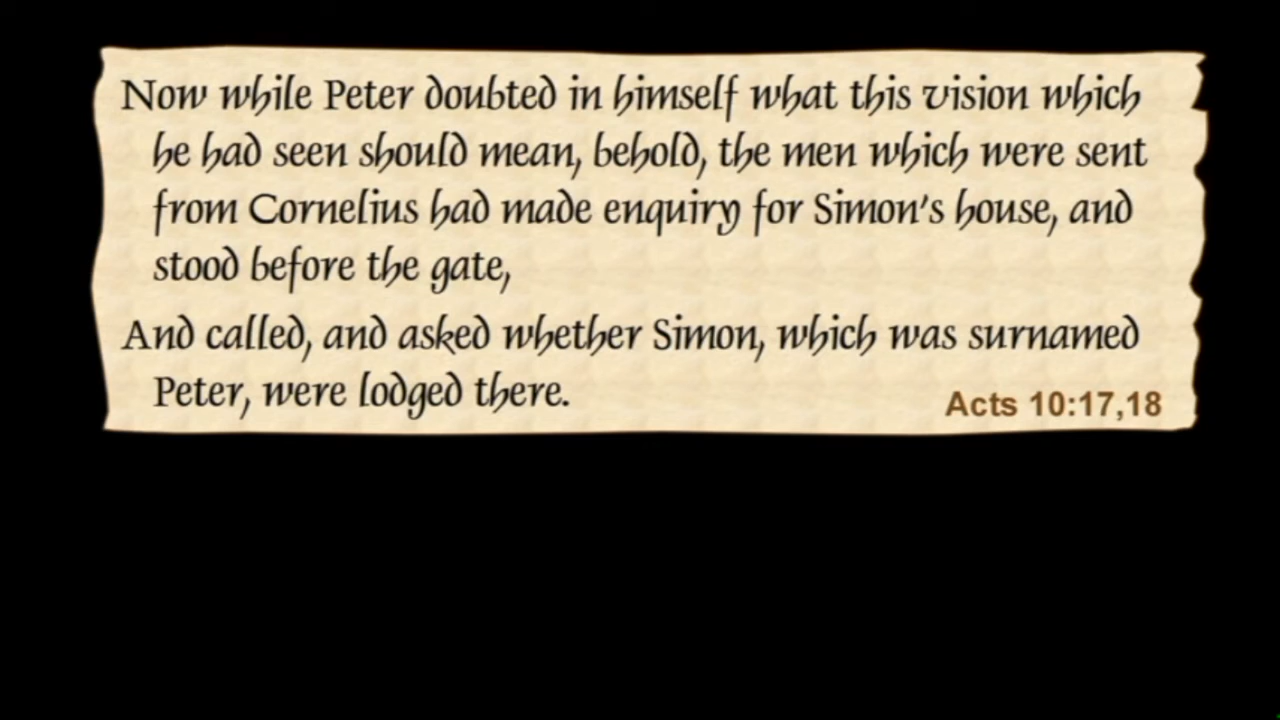 Now while Peter doubted in himself what this vision which
he had seen should mean, behold, the men which were sent
from Cornelius had made enquiry for Simon's house, and
stood before the gate,
And called, and asked whether Simon, which was surnamed
Peter, were lodged there.
Acts 10:17,18